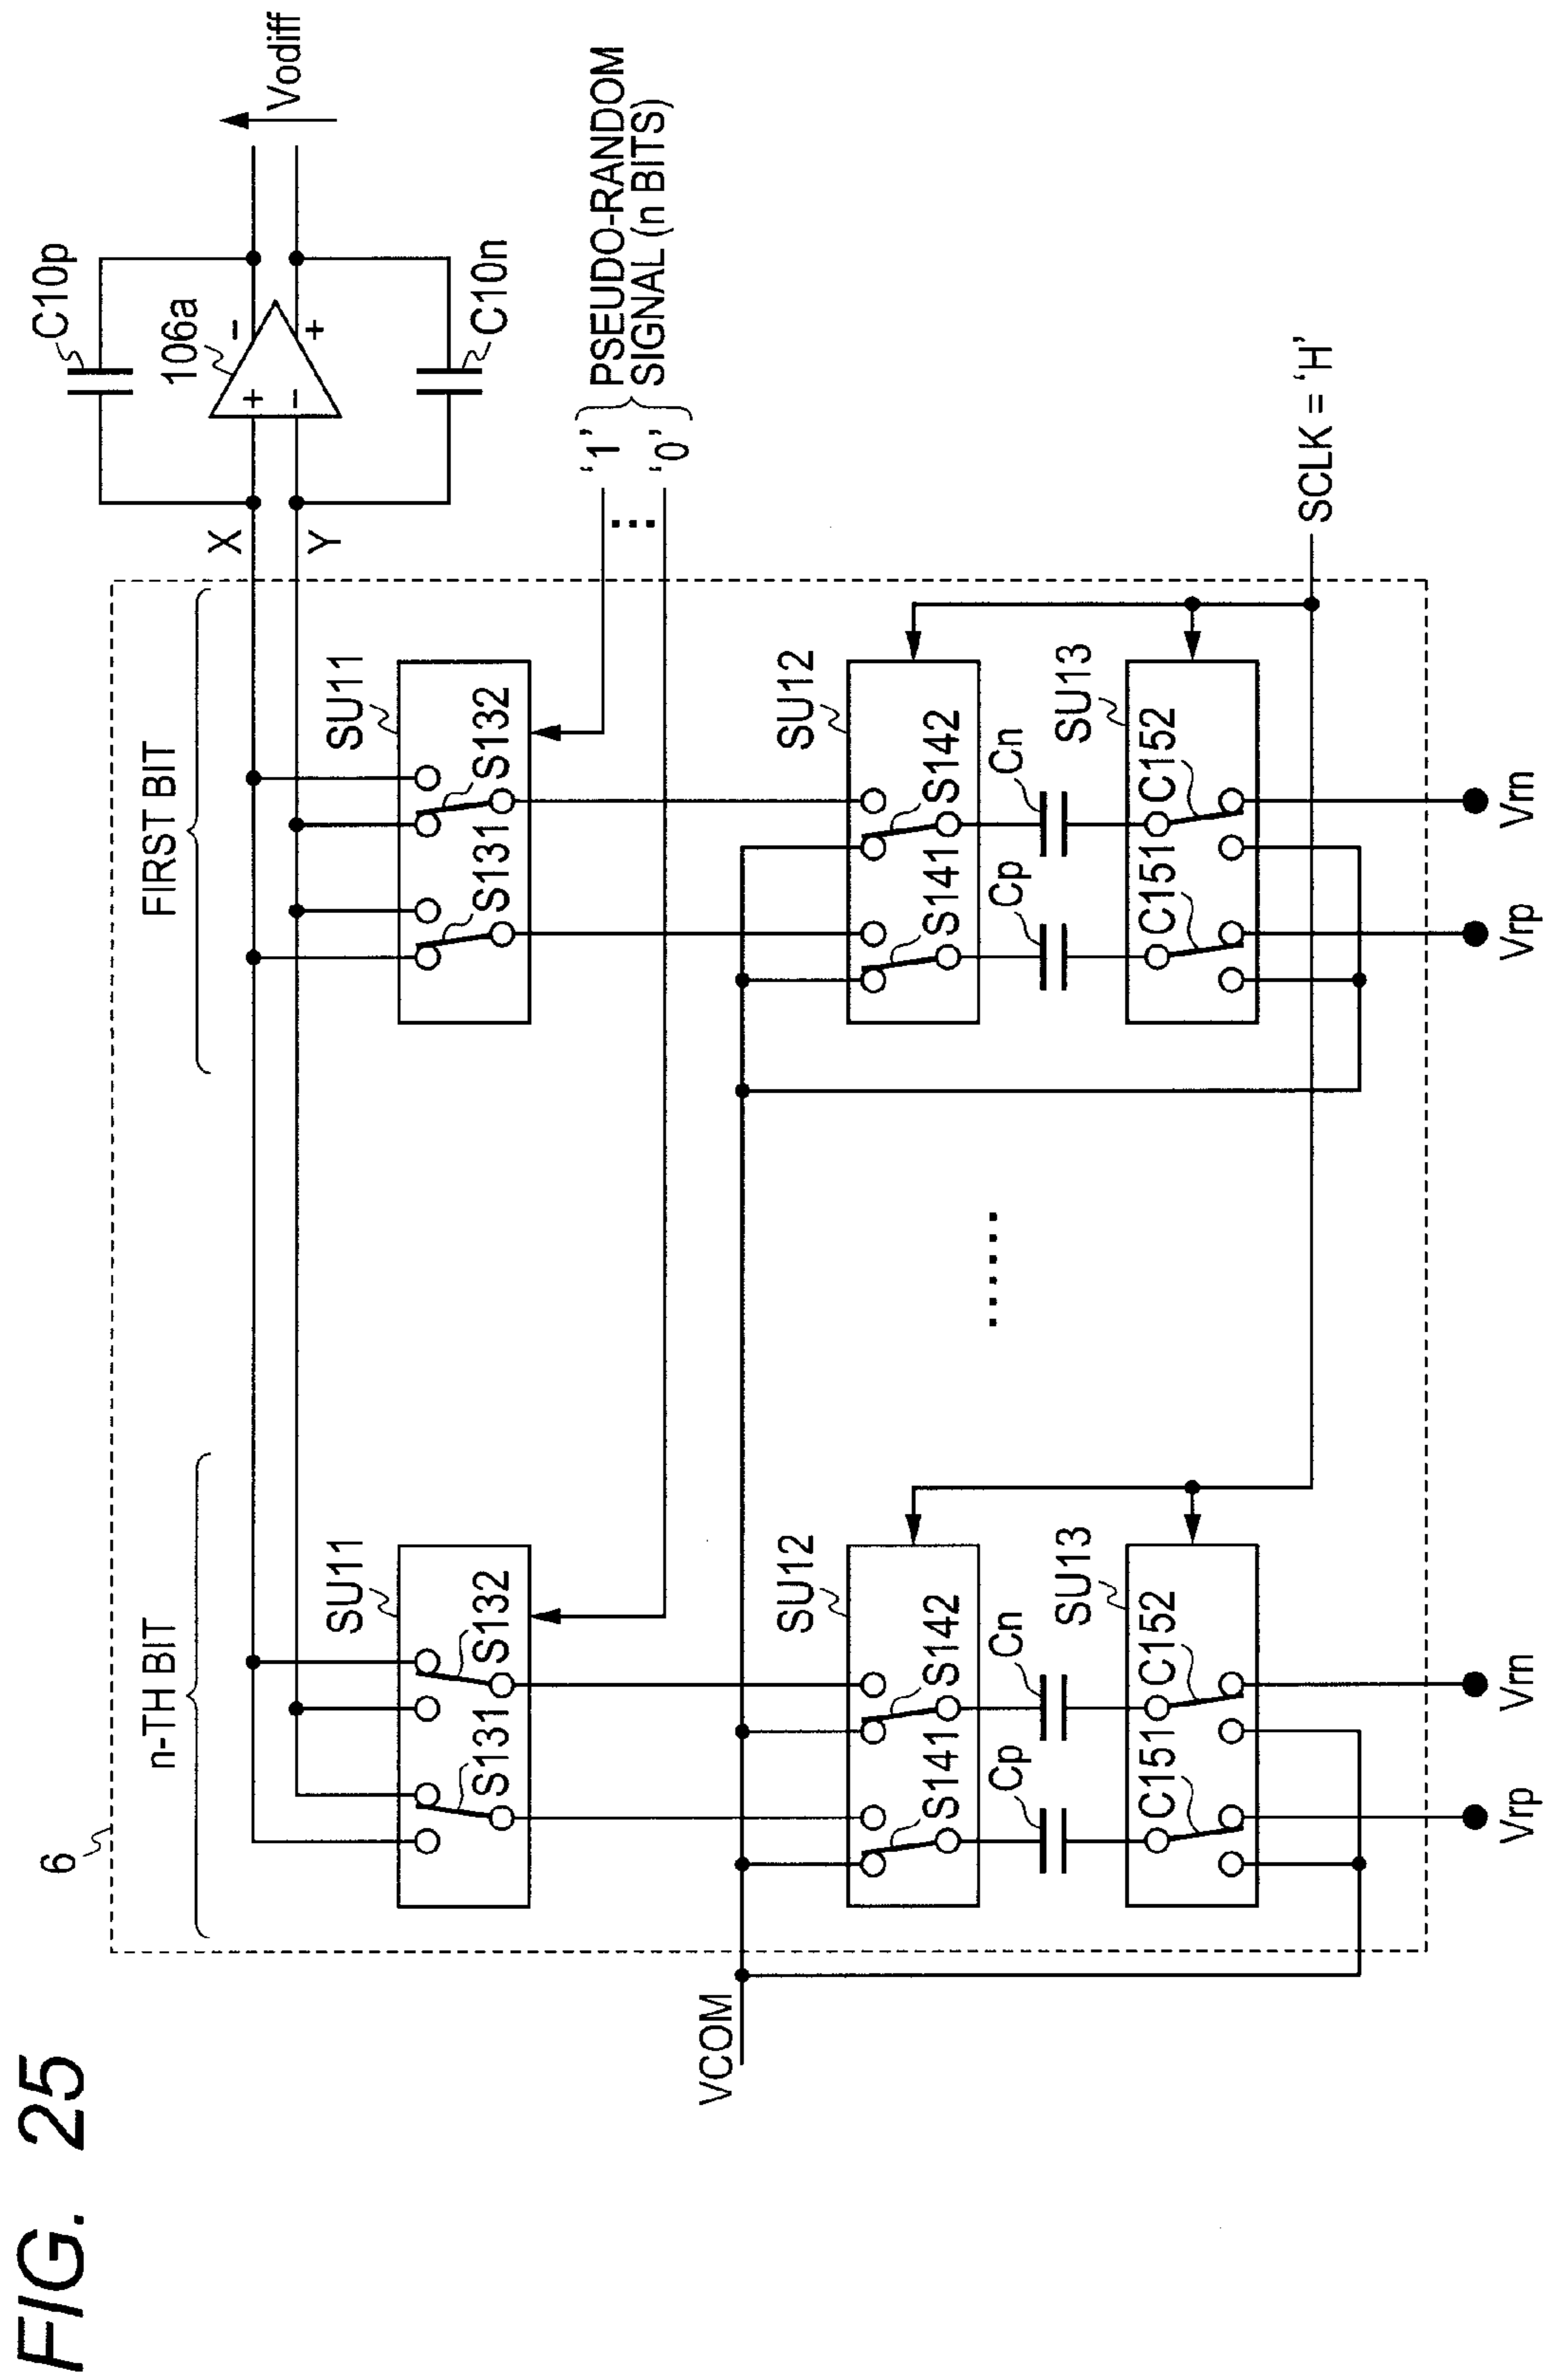 FIG. 25
6
n-TH BIT
FIRST BIT
C10p
106a
+
-
-
+
Vodiff
X
Y
C10n
SU11
S131
S132
SU11
S131
S132
'1'
'0'
PSEUDO-RANDOM
SIGNAL (n BITS)
VCOM
SU12
S141
S142
SU12
S141
S142
Cp
Cn
Cp
Cn
SU13
C151
C152
SU13
C151
C152
SCLK = 'H'
Vrp
Vrn
Vrp
Vrn